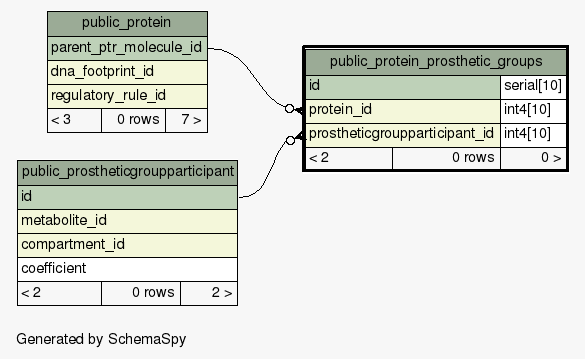 public_protein
parent_ptr_molecule_id
dna_footprint_id
regulatory_rule_id
< 3 0 rows 7 >
public_protein_prosthetic_groups
id serial[10]
protein_id int4[10]
prostheticgroupparticipant_id int4[10]
< 2 0 rows 0 >
public_prostheticgroupparticipant
id
metabolite_id
compartment_id
coefficient
< 2 0 rows 2 >
Generated by SchemaSpy